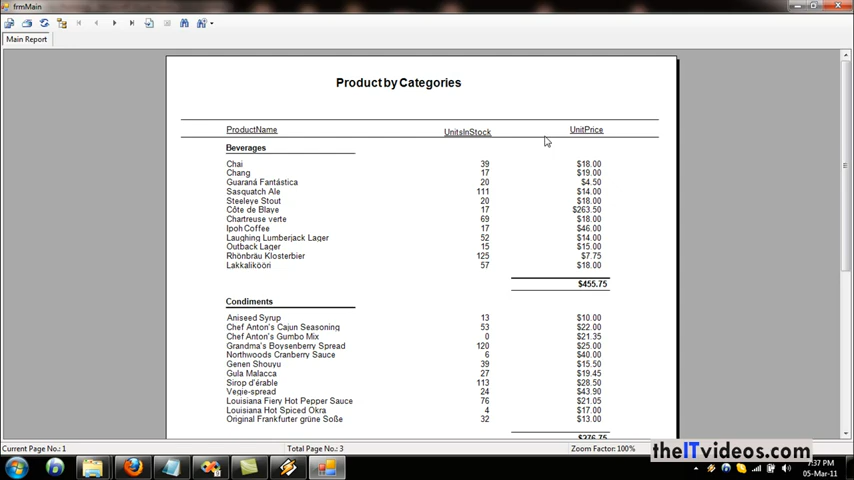 frmMain
Main Report
Product by Categories
ProductName UnitsInStock UnitPrice
Beverages
Chai 39 $18.00
Chang 17 $19.00
Guaraná Fantástica 20 $4.50
Sasquatch Ale 111 $14.00
Steeleye Stout 20 $18.00
Côte de Blaye 17 $263.50
Chartreuse verte 69 $18.00
Ipoh Coffee 17 $46.00
Laughing Lumberjack Lager 52 $14.00
Outback Lager 15 $15.00
Rhönbräu Klosterbier 125 $7.75
Lakkalikööri 57 $18.00
$455.75
Condiments
Aniseed Syrup 13 $10.00
Chef Anton's Cajun Seasoning 53 $22.00
Chef Anton's Gumbo Mix 0 $21.35
Grandma's Boysenberry Spread 120 $25.00
Northwoods Cranberry Sauce 6 $40.00
Genen Shouyu 39 $15.50
Gula Malacca 27 $19.45
Sirop d'érable 113 $28.50
Vegie-spread 24 $43.90
Louisiana Fiery Hot Pepper Sauce 76 $21.05
Louisiana Hot Spiced Okra 4 $17.00
Original Frankfurter grüne Soße 32 $13.00
$276.75
Current Page No.: 1 Total Page No.: 3 Zoom Factor: 100%
theITvideos.com
7:37 PM
05-Mar-11